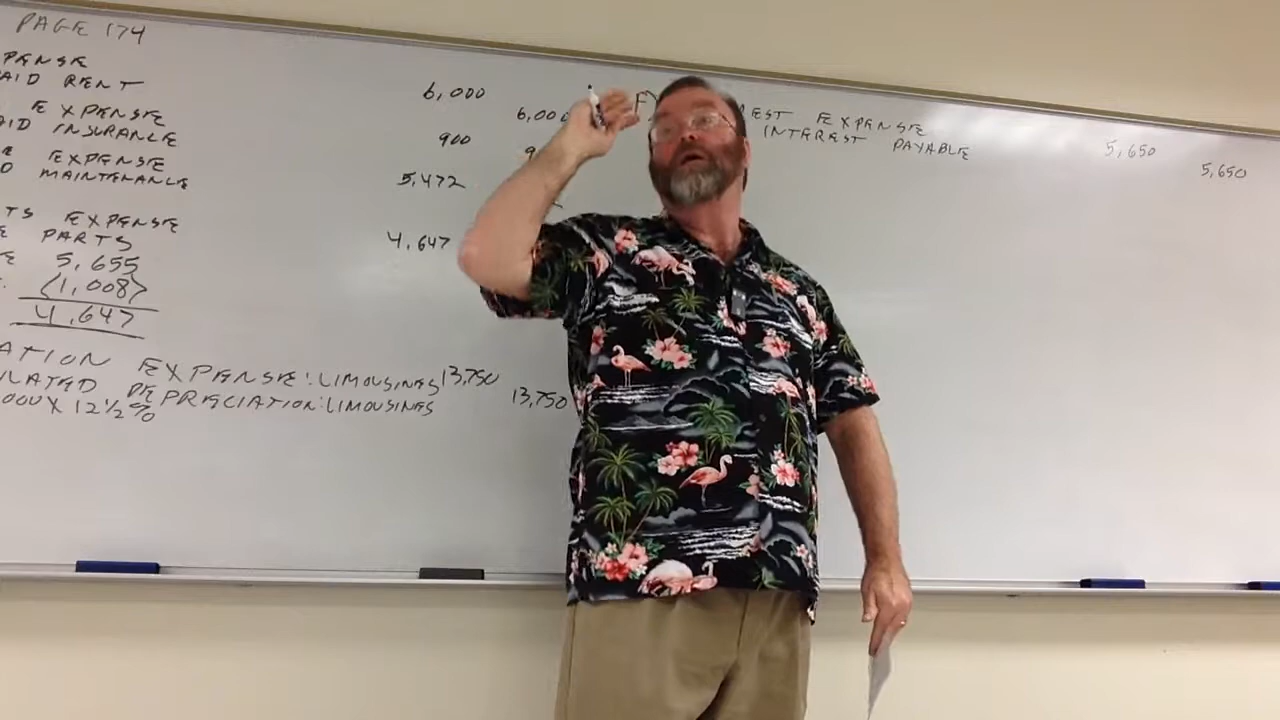 PAGE 174
PENSE
AID RENT
6,000
6,000
EXPENSE
AID INSURANCE
900
9
E EXPENSE
D MAINTENANCE
5,472
TS EXPENSE
E PARTS
4,647
E 5,655
<1,008>
4,647
ATION EXPENSE:LIMOUSINES 13,750
LATED DEPRECIATION:LIMOUSINES 13,750
000 X 12½%
EST EXPENSE 5,650
INTEREST PAYABLE 5,650